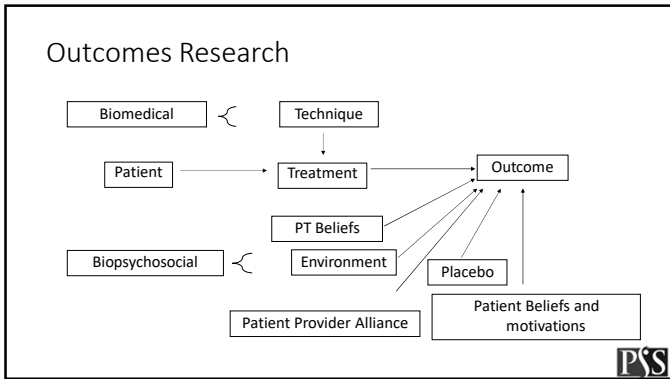 Outcomes Research
Biomedical
Technique
Patient
Treatment
Outcome
PT Beliefs
Biopsychosocial
Environment
Placebo
Patient Provider Alliance
Patient Beliefs and
motivations
PSS